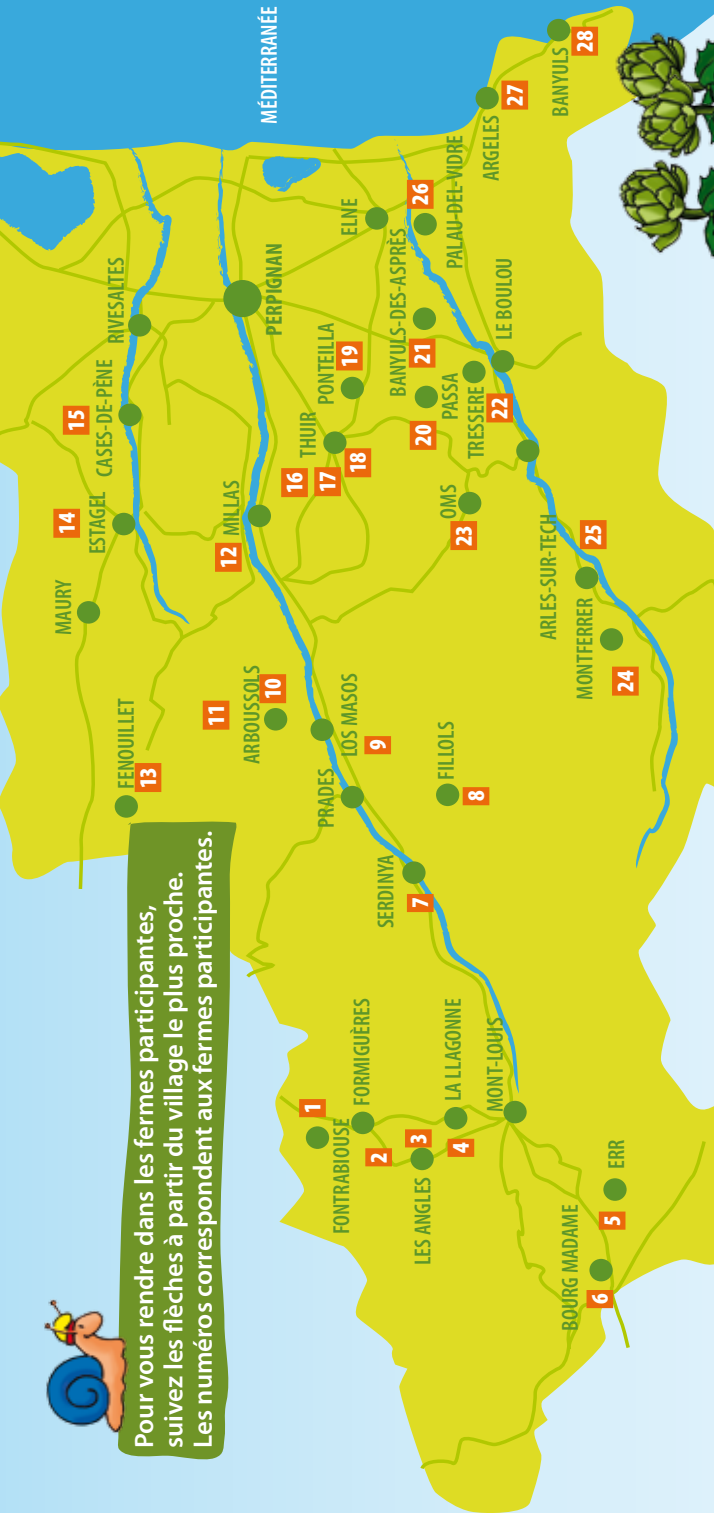 Pour vous rendre dans les fermes participantes,
suivez les flèches à partir du village le plus proche.
Les numéros correspondent aux fermes participantes.
MÉDITERRANÉE
FENOUILLET
13
MAURY
14
ESTAGEL
15
CASES-DE-PÈNE
RIVESALTES
11
ARBOUSSOLS
10
12
MILLAS
PERPIGNAN
16
17
18
THUIR
PONTEILLA
19
ELNE
PRADES
LOS MASOS
9
FILLOLS
8
SERDINYA
7
1
FONTRABIOUSE
FORMIGUÈRES
2
3
LES ANGLES
LA LLAGONNE
4
MONT-LOUIS
BOURG MADAME
6
5
ERR
OMS
23
20
PASSA
BANYULS-DES-ASPRÈS
21
26
PALAU-DEL-VIDRE
TRESSERE
22
LE BOULOU
ARGELES
27
BANYULS
28
ARLES-SUR-TECH
25
MONTFERRER
24